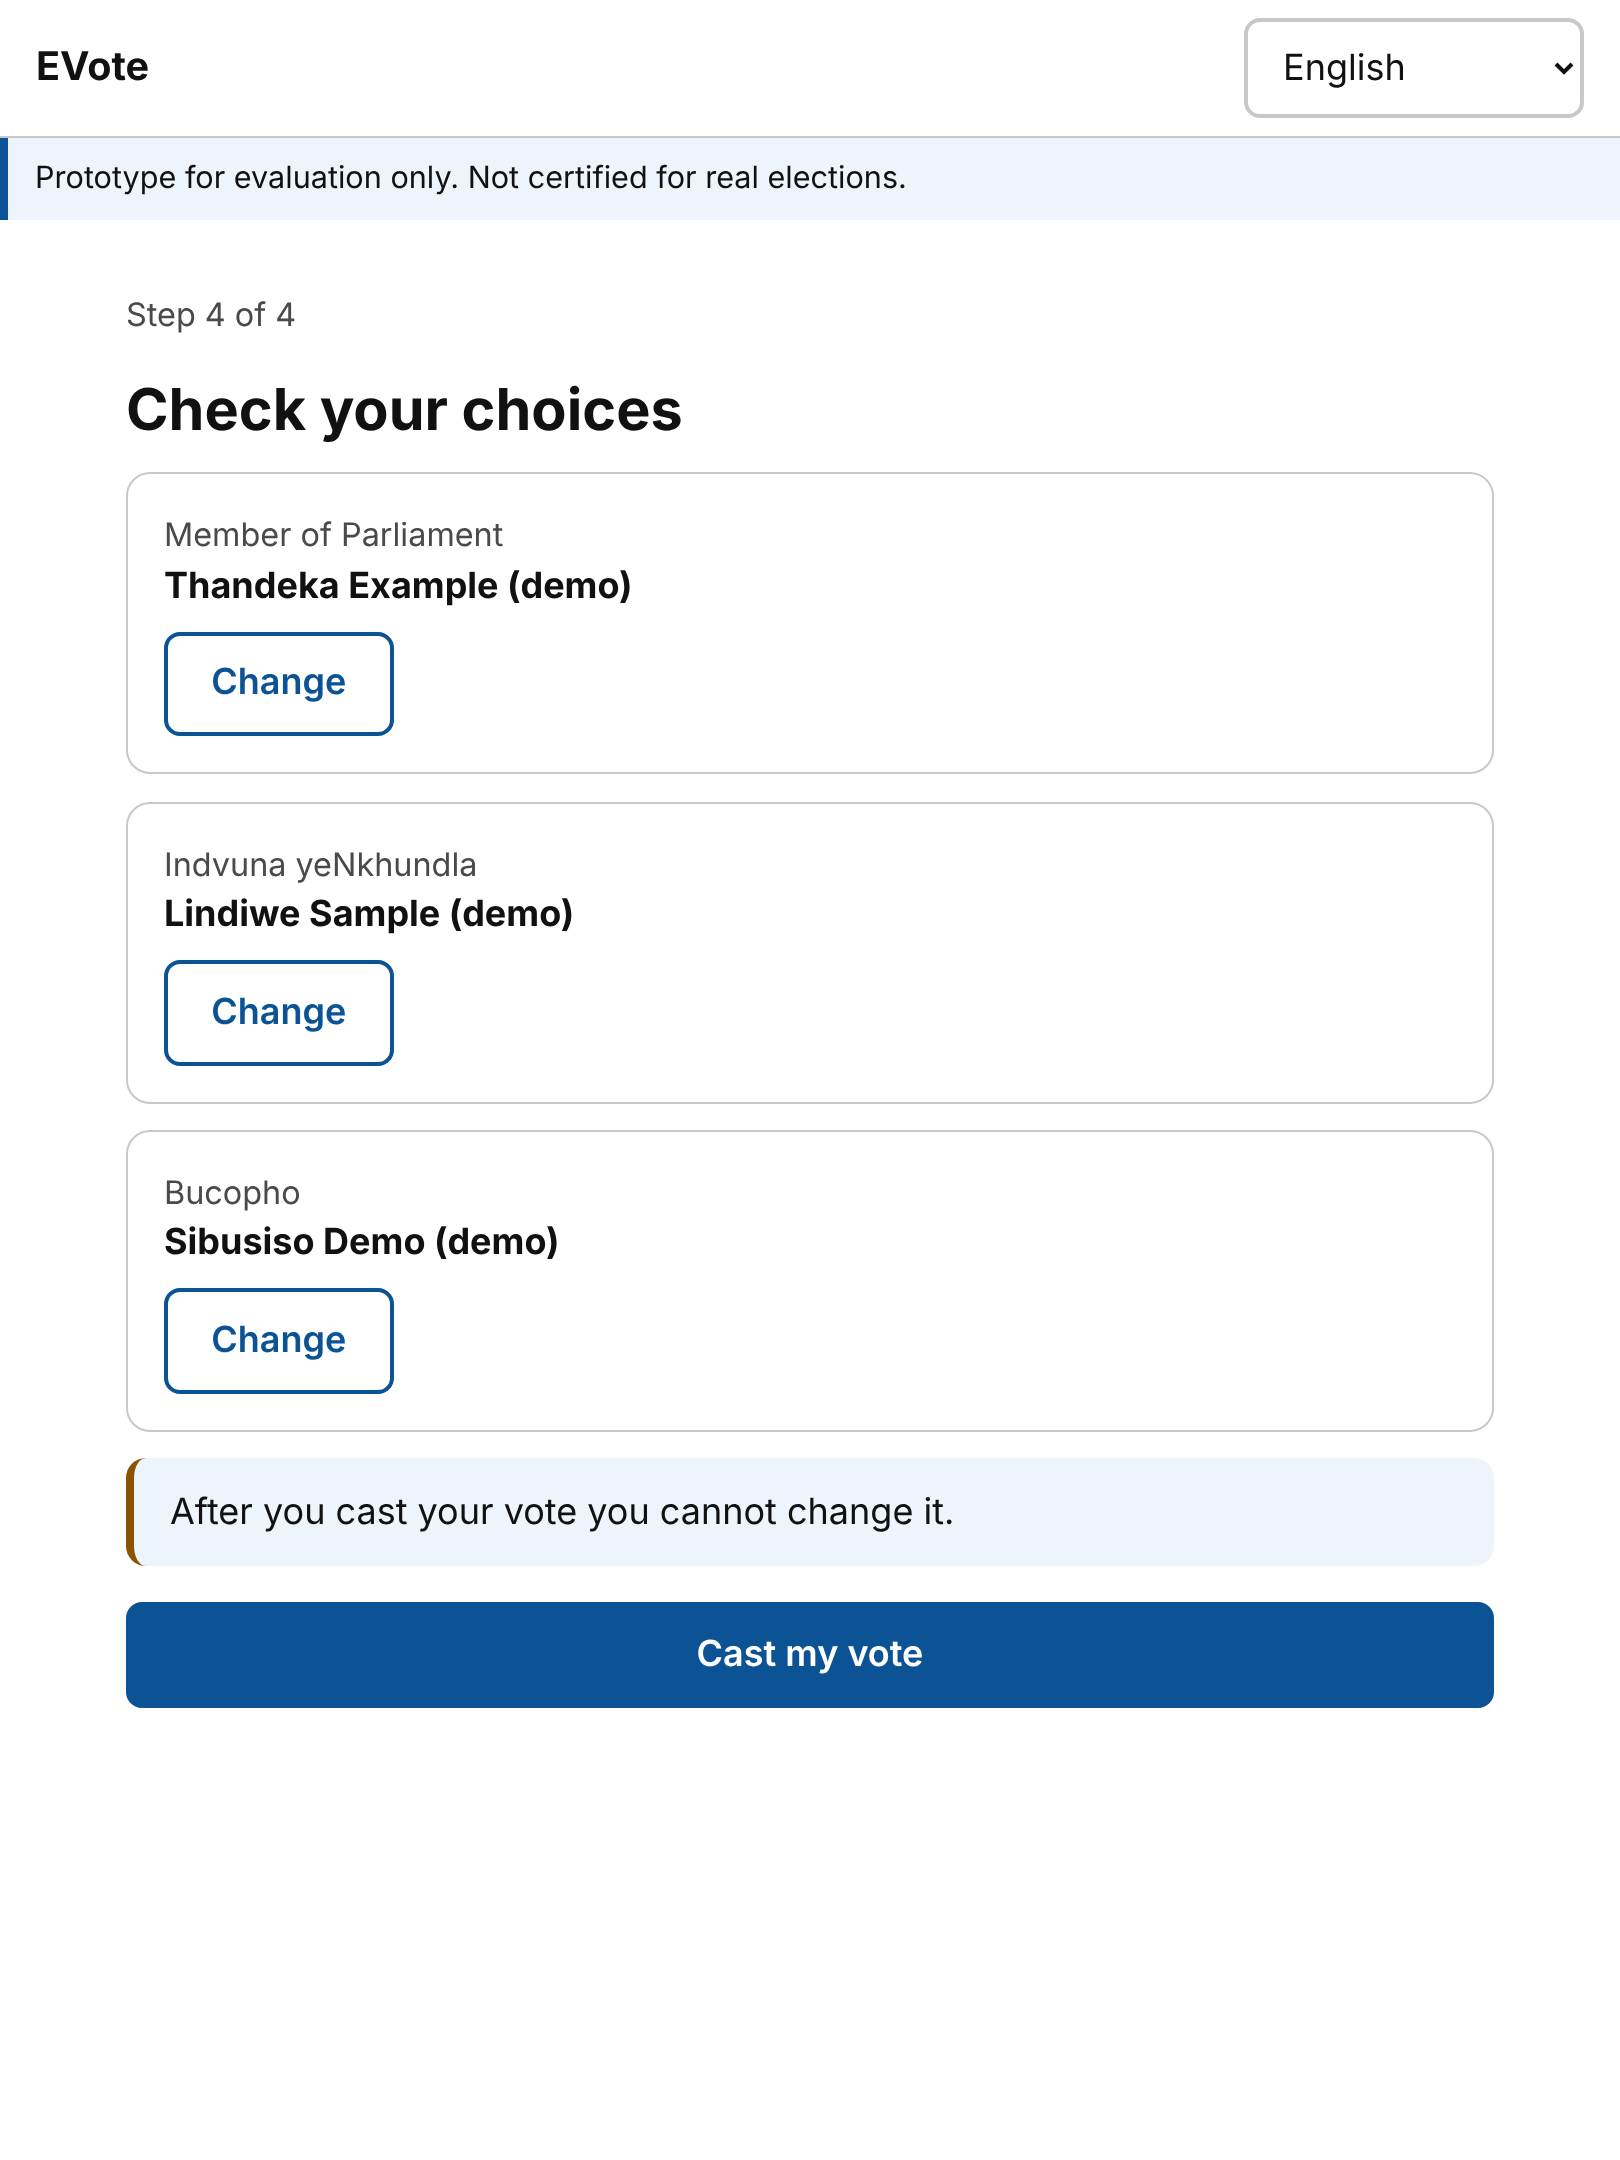 EVote
English
Prototype for evaluation only. Not certified for real elections.
Step 4 of 4
Check your choices
Member of Parliament
Thandeka Example (demo)
Change
Indvuna yeNkhundla
Lindiwe Sample (demo)
Change
Bucopho
Sibusiso Demo (demo)
Change
After you cast your vote you cannot change it.
Cast my vote